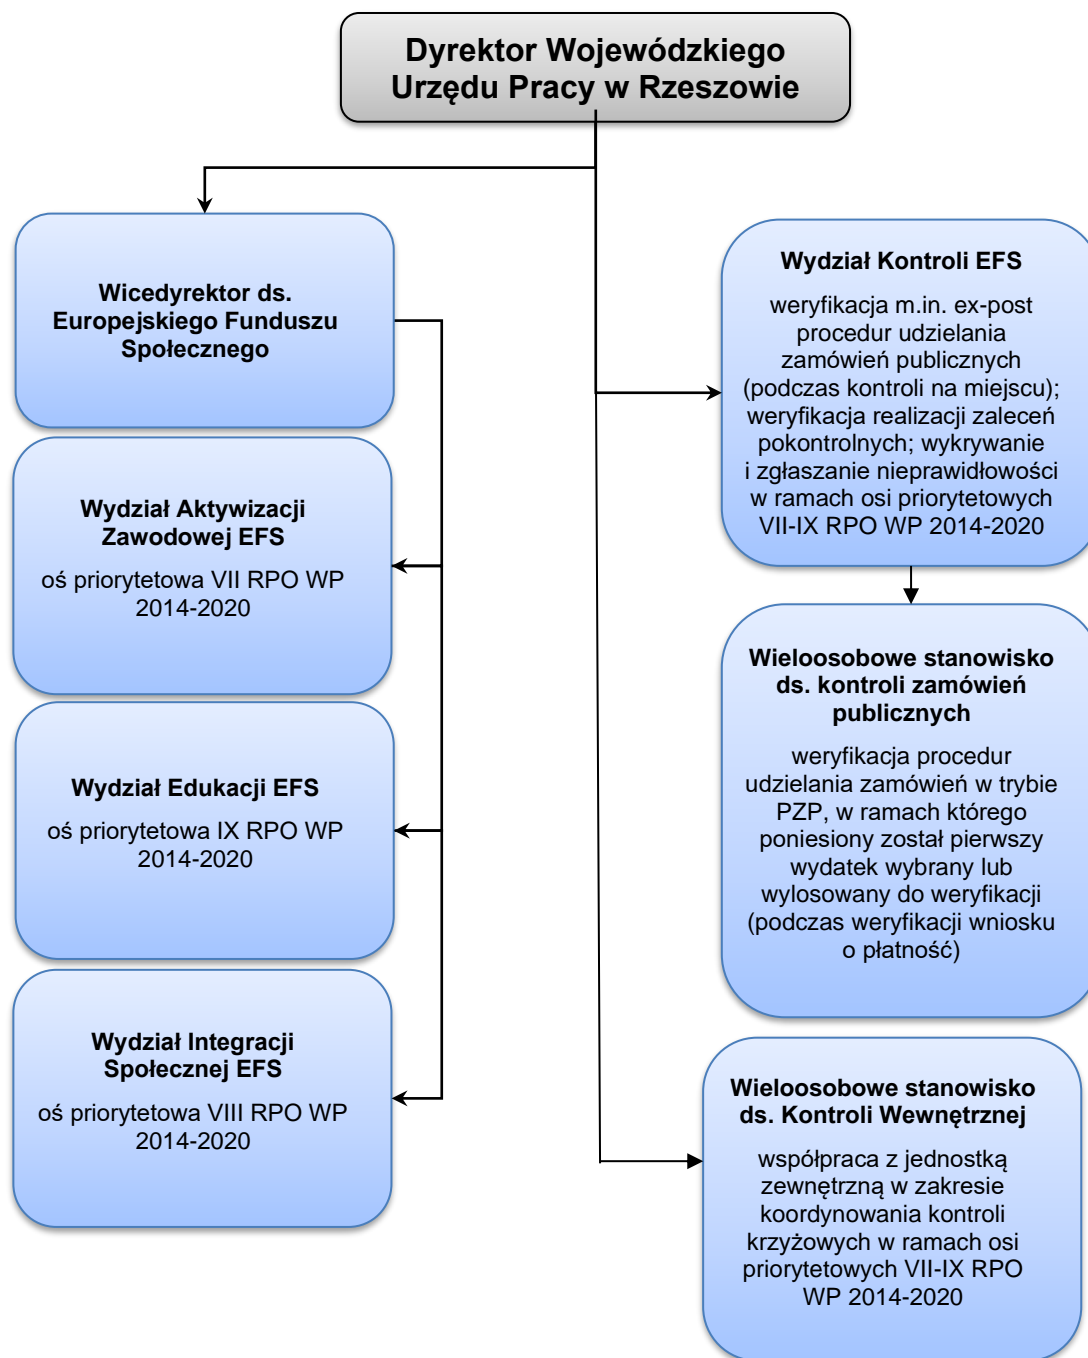 Dyrektor Wojewódzkiego
Urzędu Pracy w Rzeszowie
Wicedyrektor ds.
Europejskiego Funduszu
Społecznego
Wydział Aktywizacji
Zawodowej EFS
oś priorytetowa VII RPO WP
2014-2020
Wydział Edukacji EFS
oś priorytetowa IX RPO WP
2014-2020
Wydział Integracji
Społecznej EFS
oś priorytetowa VIII RPO WP
2014-2020
Wydział Kontroli EFS
weryfikacja m.in. ex-post
procedur udzielania
zamówień publicznych
(podczas kontroli na miejscu);
weryfikacja realizacji zaleceń
pokontrolnych; wykrywanie
i zgłaszanie nieprawidłowości
w ramach osi priorytetowych
VII-IX RPO WP 2014-2020
Wieloosobowe stanowisko
ds. kontroli zamówień
publicznych
weryfikacja procedur
udzielania zamówień w trybie
PZP, w ramach którego
poniesiony został pierwszy
wydatek wybrany lub
wylosowany do weryfikacji
(podczas weryfikacji wniosku
o płatność)
Wieloosobowe stanowisko
ds. Kontroli Wewnętrznej
współpraca z jednostką
zewnętrzną w zakresie
koordynowania kontroli
krzyżowych w ramach osi
priorytetowych VII-IX RPO
WP 2014-2020